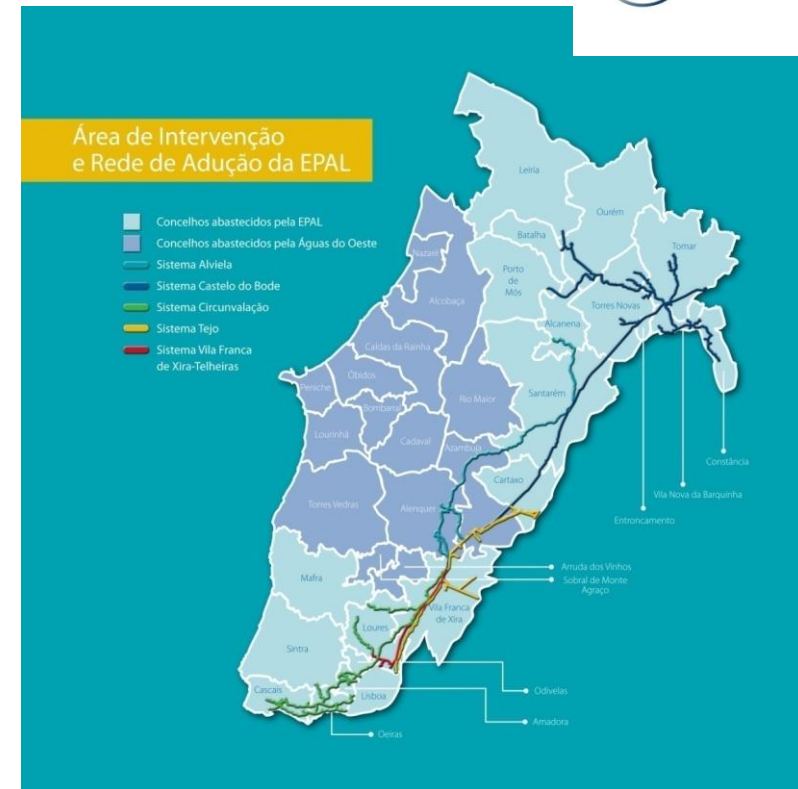 Área de Intervenção
e Rede de Adução da EPAL
Concelhos abastecidos pela EPAL
Concelhos abastecidos pela Águas do Oeste
Sistema Alviela
Sistema Castelo do Bode
Sistema Circunvalação
Sistema Tejo
Sistema Vila Franca
de Xira-Telheiras
Leiria
Ourém
Batalha
Tomar
Nazaré
Porto
de
Mós
Alcobaça
Torres Novas
Alcanena
Caldas da Rainha
Óbidos
Peniche
Santarém
Rio Maior
Bombarral
Lourinhã
Cadaval
Azambuja
Constância
Cartaxo
Vila Nova da Barquinha
Torres Vedras
Alenquer
Entroncamento
Arruda dos Vinhos
Sobral de Monte
Agraço
Mafra
Vila Franca
de Xira
Loures
Sintra
Cascais
Lisboa
Odivelas
Amadora
Oeiras